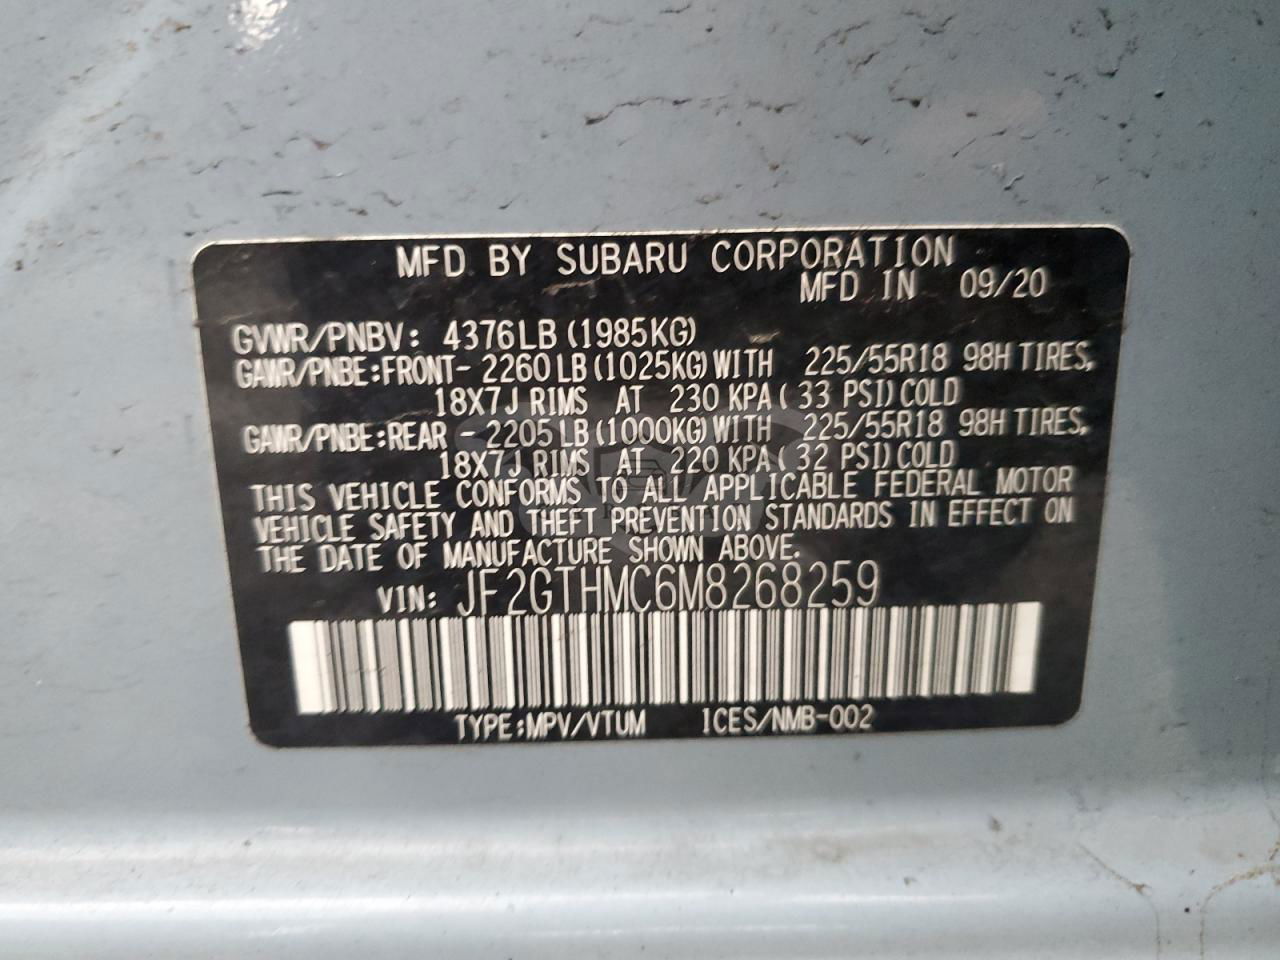 MFD BY SUBARU CORPORATION
MFD IN 09/20
GVWR/PNBV: 4376LB (1985KG)
GAWR/PNBE:FRONT- 2260 LB (1025KG) WITH 225/55R18 98H TIRES,
18X7J RIMS AT 230 KPA ( 33 PSI) COLD
GAWR/PNBE:REAR - 2205 LB (1000KG) WITH 225/55R18 98H TIRES,
18X7J RIMS AT 220 KPA ( 32 PSI) COLD
THIS VEHICLE CONFORMS TO ALL APPLICABLE FEDERAL MOTOR
VEHICLE SAFETY AND THEFT PREVENTION STANDARDS IN EFFECT ON
THE DATE OF MANUFACTURE SHOWN ABOVE.
VIN: JF2GTHMC6M8268259
TYPE:MPV/VTUM ICES/NMB-002